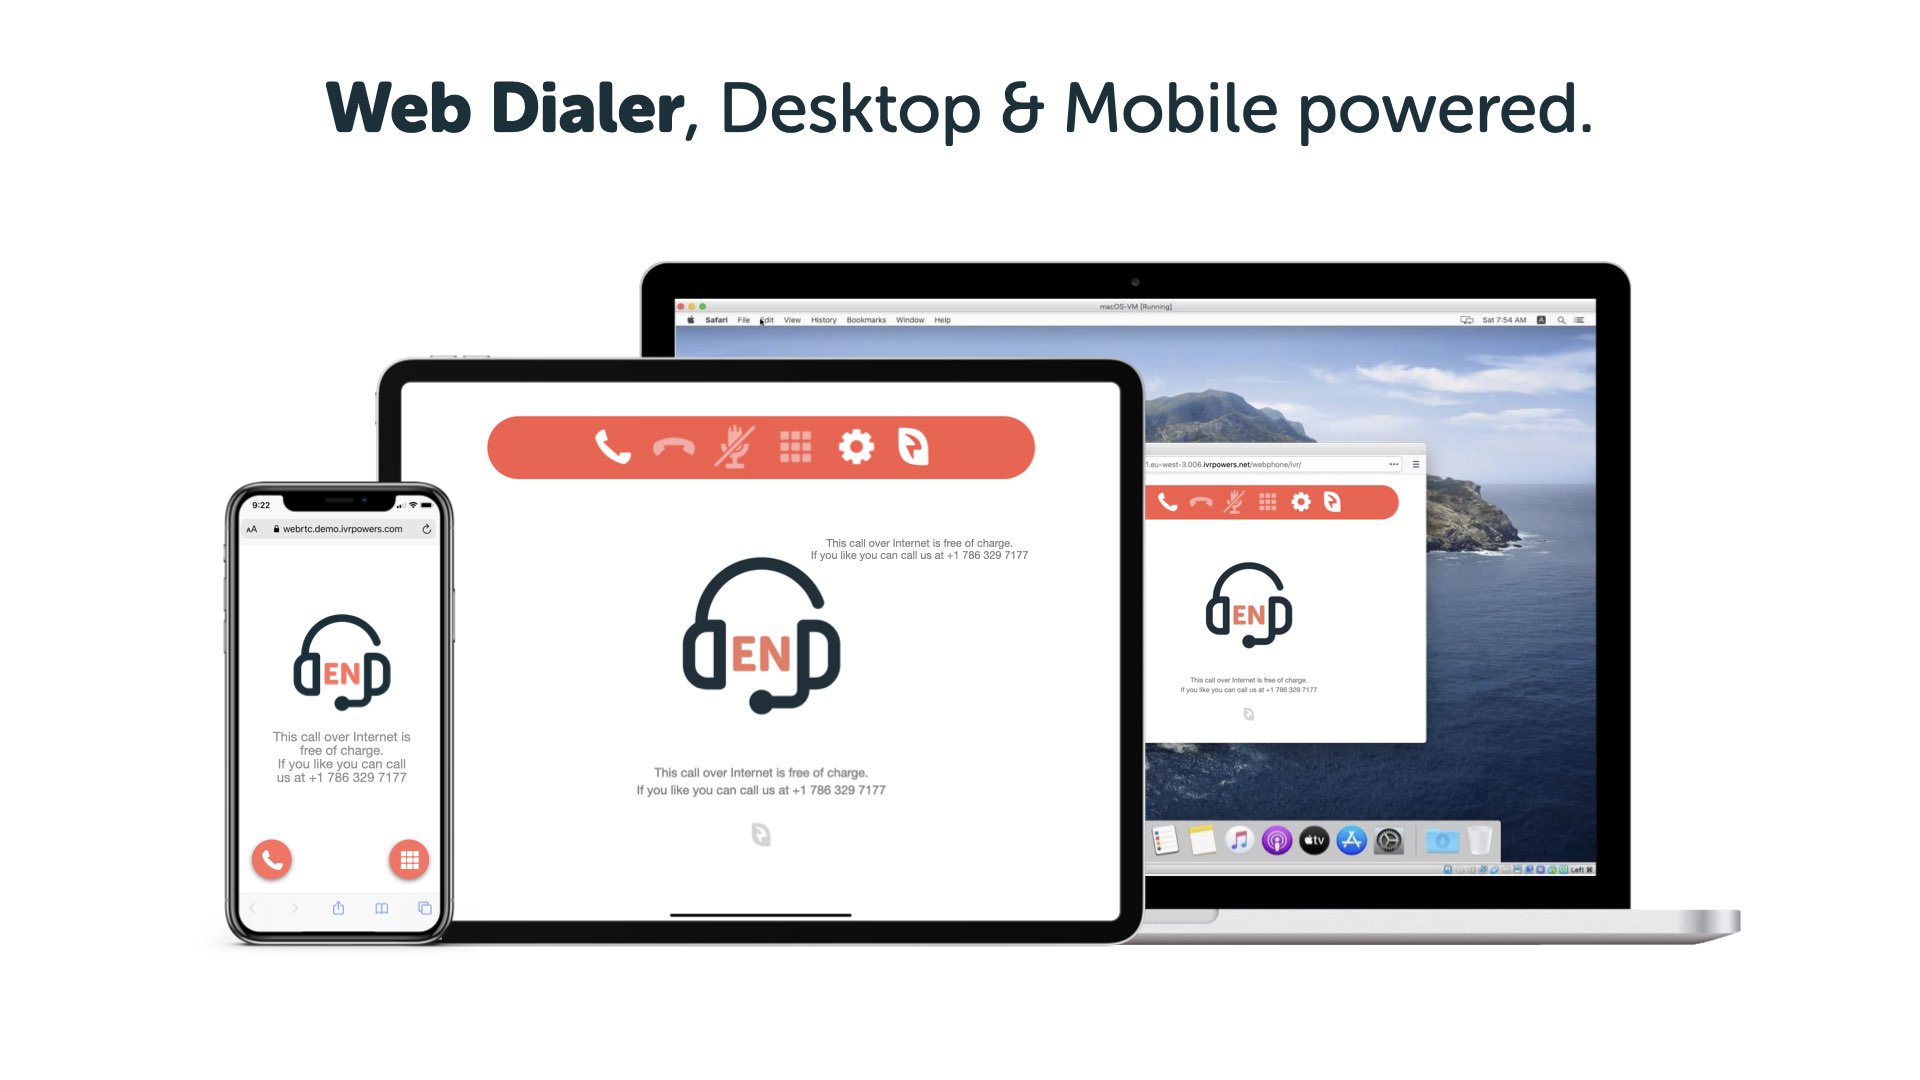 Web Dialer, Desktop & Mobile powered.
macOS-VM [Running]
Safari File Edit View History Bookmarks Window Help
Sat 7:54 AM
1.eu-west-3.006.ivrpowers.net/webphone/ivr/
EN
This call over Internet is free of charge.
If you like you can call us at +1 786 329 7177
tv
Left ⌘
This call over Internet is free of charge.
If you like you can call us at +1 786 329 7177
EN
This call over Internet is free of charge.
If you like you can call us at +1 786 329 7177
9:22
AA webrtc.demo.ivrpowers.com
EN
This call over Internet is
free of charge.
If you like you can call
us at +1 786 329 7177